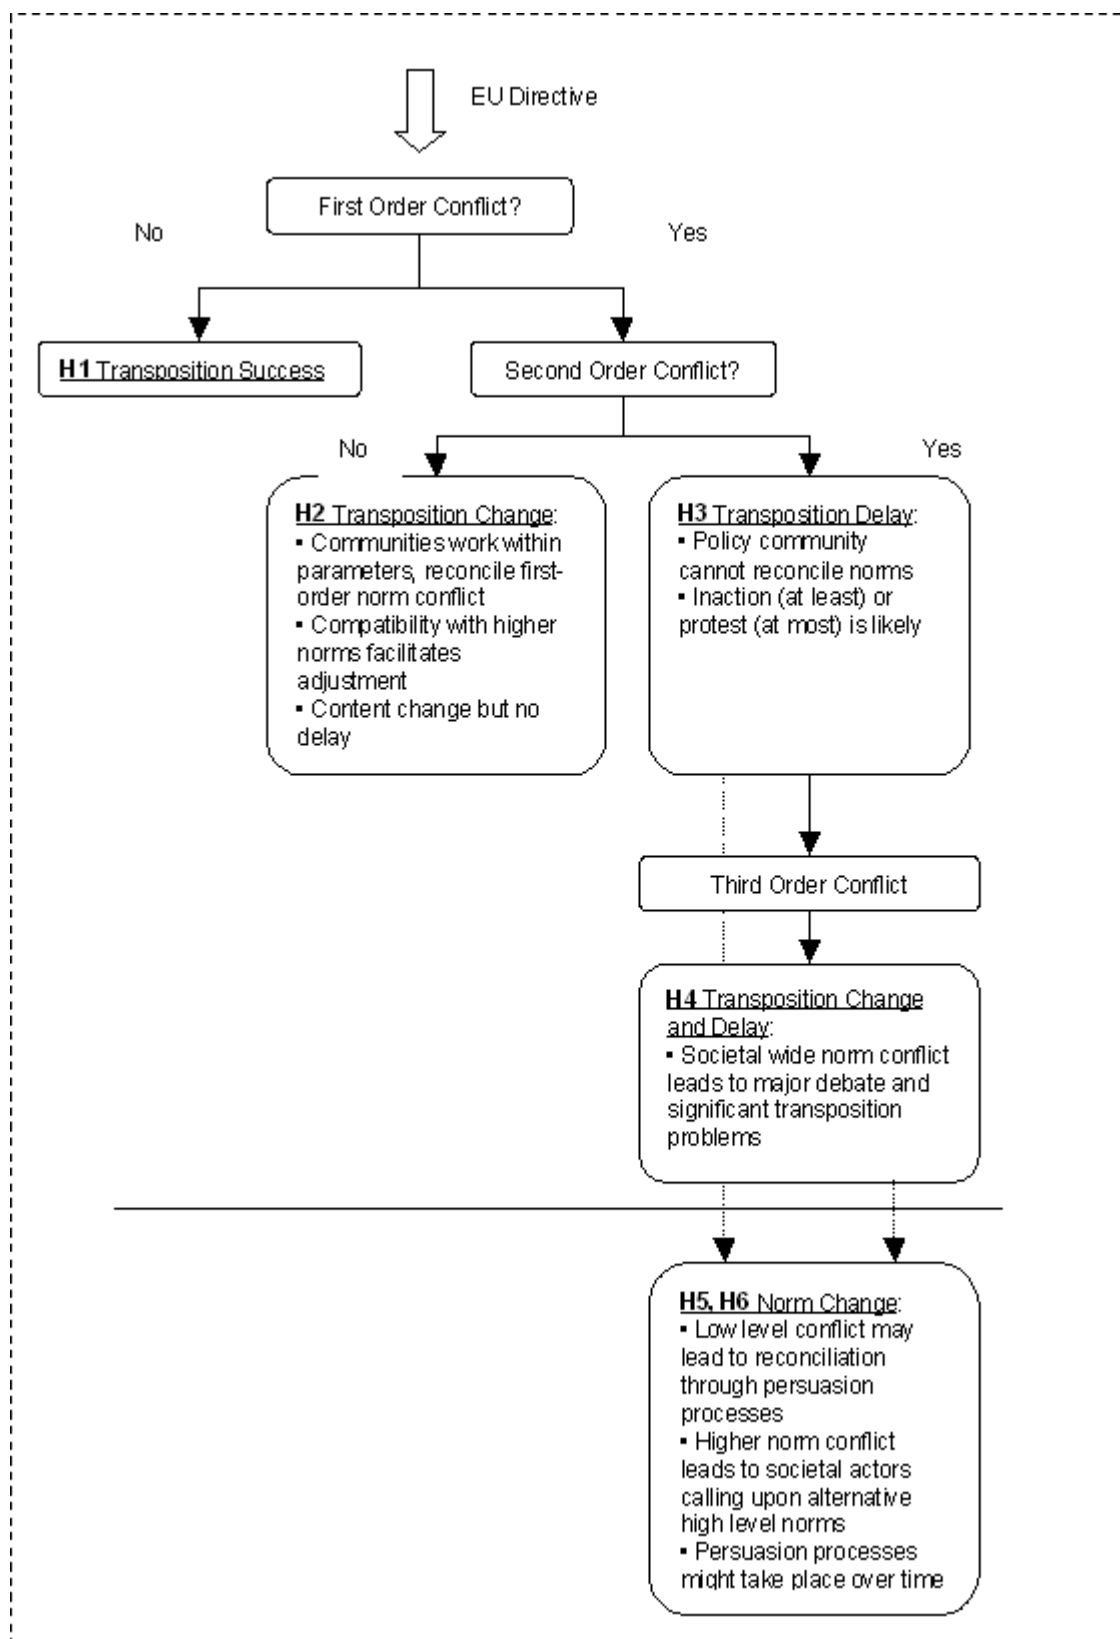 EU Directive
First Order Conflict?
No
Yes
H1 Transposition Success
Second Order Conflict?
No
Yes
H2 Transposition Change:
▪ Communities work within
parameters, reconcile first-
order norm conflict
▪ Compatibility with higher
norms facilitates
adjustment
▪ Content change but no
delay
H3 Transposition Delay:
▪ Policy community
cannot reconcile norms
▪ Inaction (at least) or
protest (at most) is likely
Third Order Conflict
H4 Transposition Change
and Delay:
▪ Societal wide norm conflict
leads to major debate and
significant transposition
problems
H5, H6 Norm Change:
▪ Low level conflict may
lead to reconciliation
through persuasion
processes
▪ Higher norm conflict
leads to societal actors
calling upon alternative
high level norms
▪ Persuasion processes
might take place over time